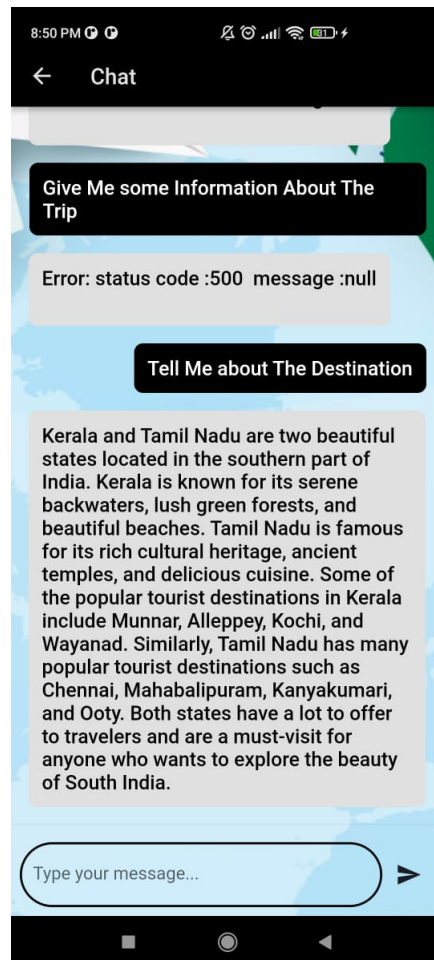 8:50 PM
31
Chat
Give Me some Information About The
Trip
Error: status code :500 message :null
Tell Me about The Destination
Kerala and Tamil Nadu are two beautiful
states located in the southern part of
India. Kerala is known for its serene
backwaters, lush green forests, and
beautiful beaches. Tamil Nadu is famous
for its rich cultural heritage, ancient
temples, and delicious cuisine. Some of
the popular tourist destinations in Kerala
include Munnar, Alleppey, Kochi, and
Wayanad. Similarly, Tamil Nadu has many
popular tourist destinations such as
Chennai, Mahabalipuram, Kanyakumari,
and Ooty. Both states have a lot to offer
to travelers and are a must-visit for
anyone who wants to explore the beauty
of South India.
Type your message...